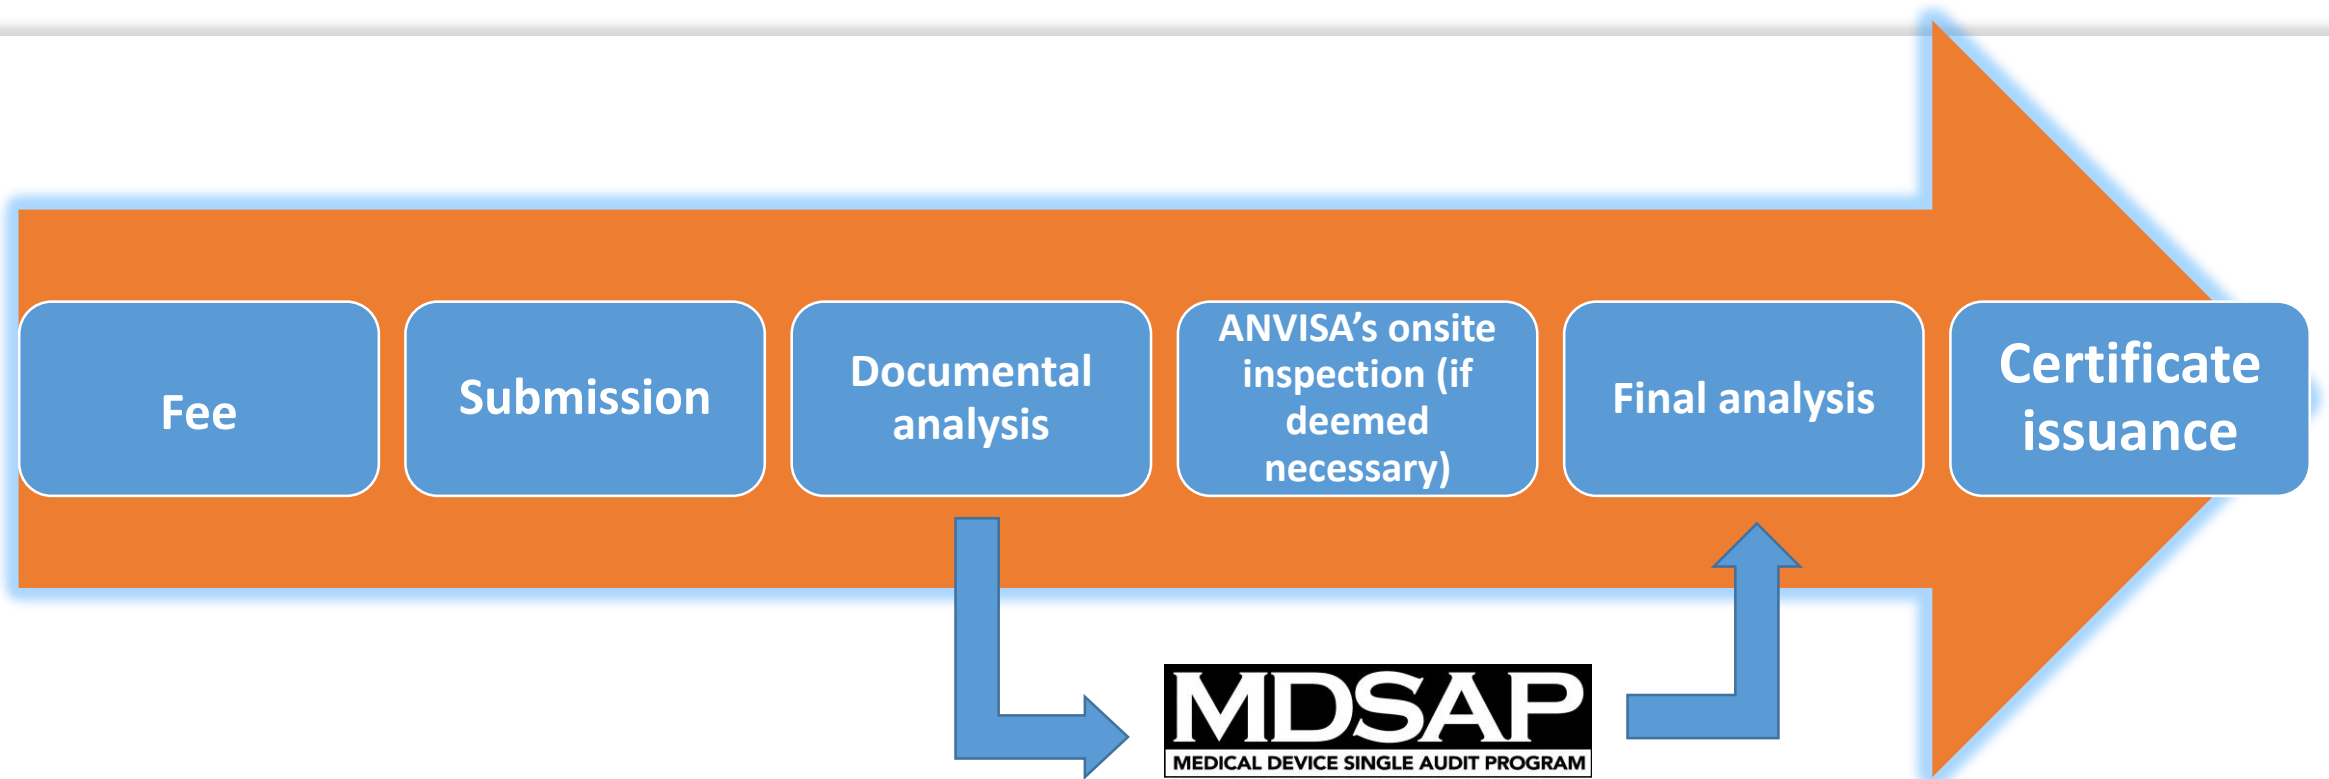 Fee
Submission
Documental
analysis
ANVISA’s onsite
inspection (if
deemed
necessary)
Final analysis
Certificate
issuance
MDSAP
MEDICAL DEVICE SINGLE AUDIT PROGRAM